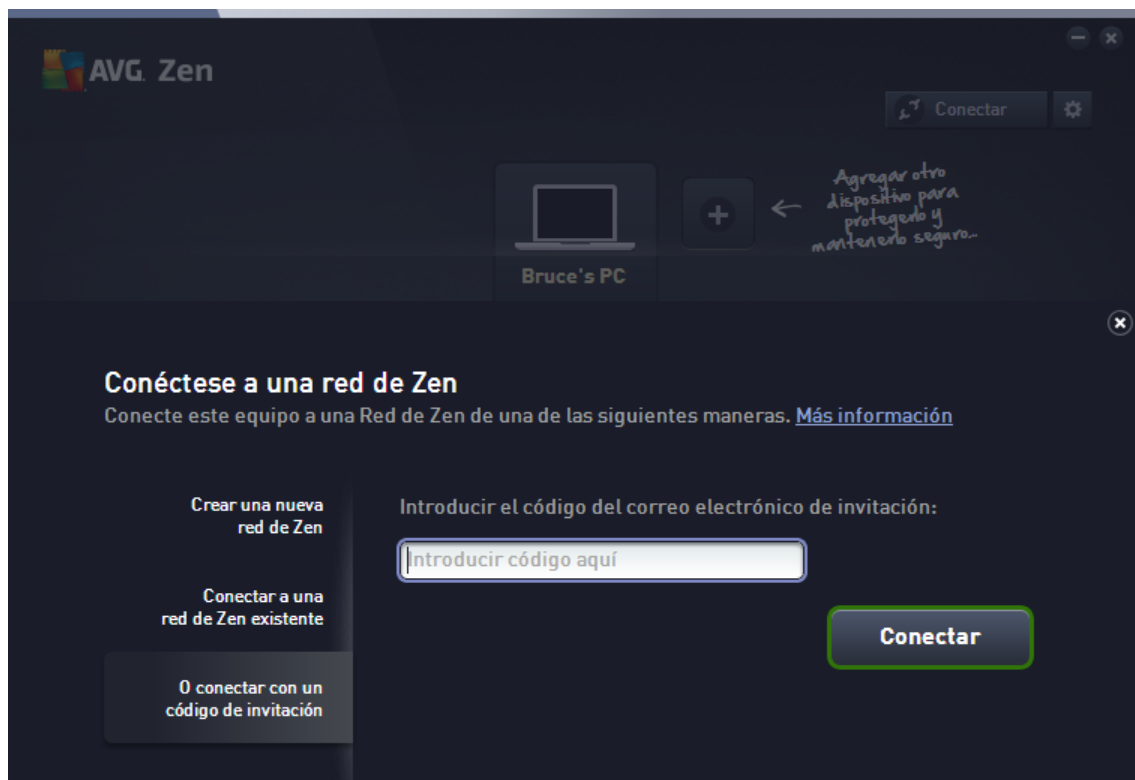 AVG. Zen
Conectar
Agregar otro
dispositivo para
protegerlo y
mantenerlo seguro...
Bruce's PC
Conéctese a una red de Zen
Conecte este equipo a una Red de Zen de una de las siguientes maneras. Más información
Crear una nueva
red de Zen
Conectar a una
red de Zen existente
O conectar con un
código de invitación
Introducir el código del correo electrónico de invitación:
Introducir código aquí
Conectar